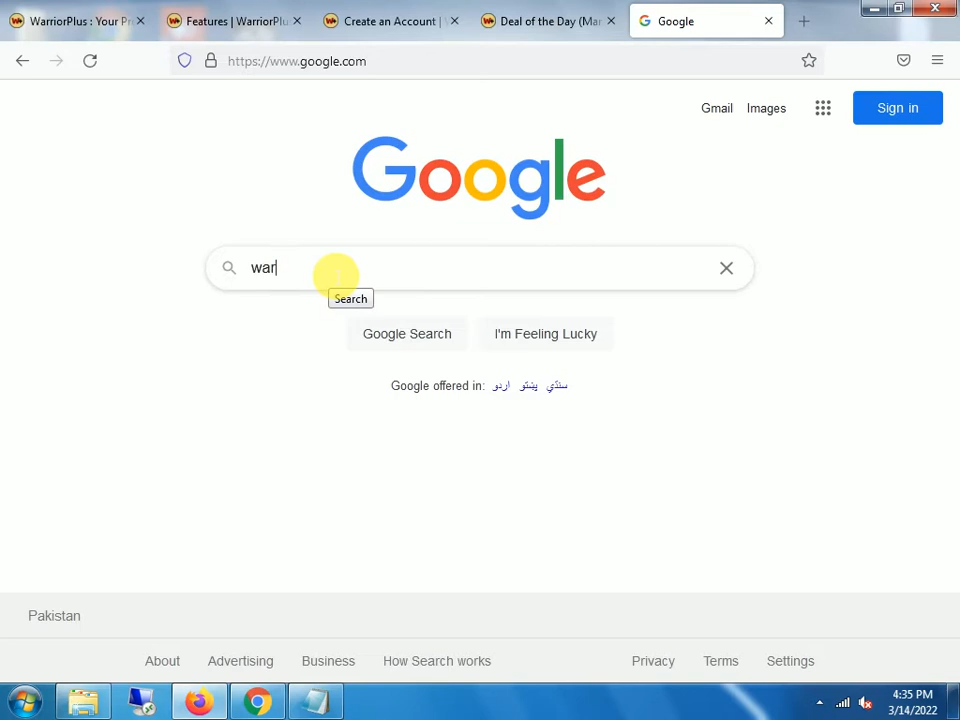 WarriorPlus : Your Pr
Features | WarriorPlu
Create an Account |
Deal of the Day (Mar
Google
https://www.google.com
Gmail Images Sign in
Google
war
Search
Google Search I'm Feeling Lucky
Google offered in: اردو پښتو سنڌي
Pakistan
About Advertising Business How Search works Privacy Terms Settings
4:35 PM
3/14/2022